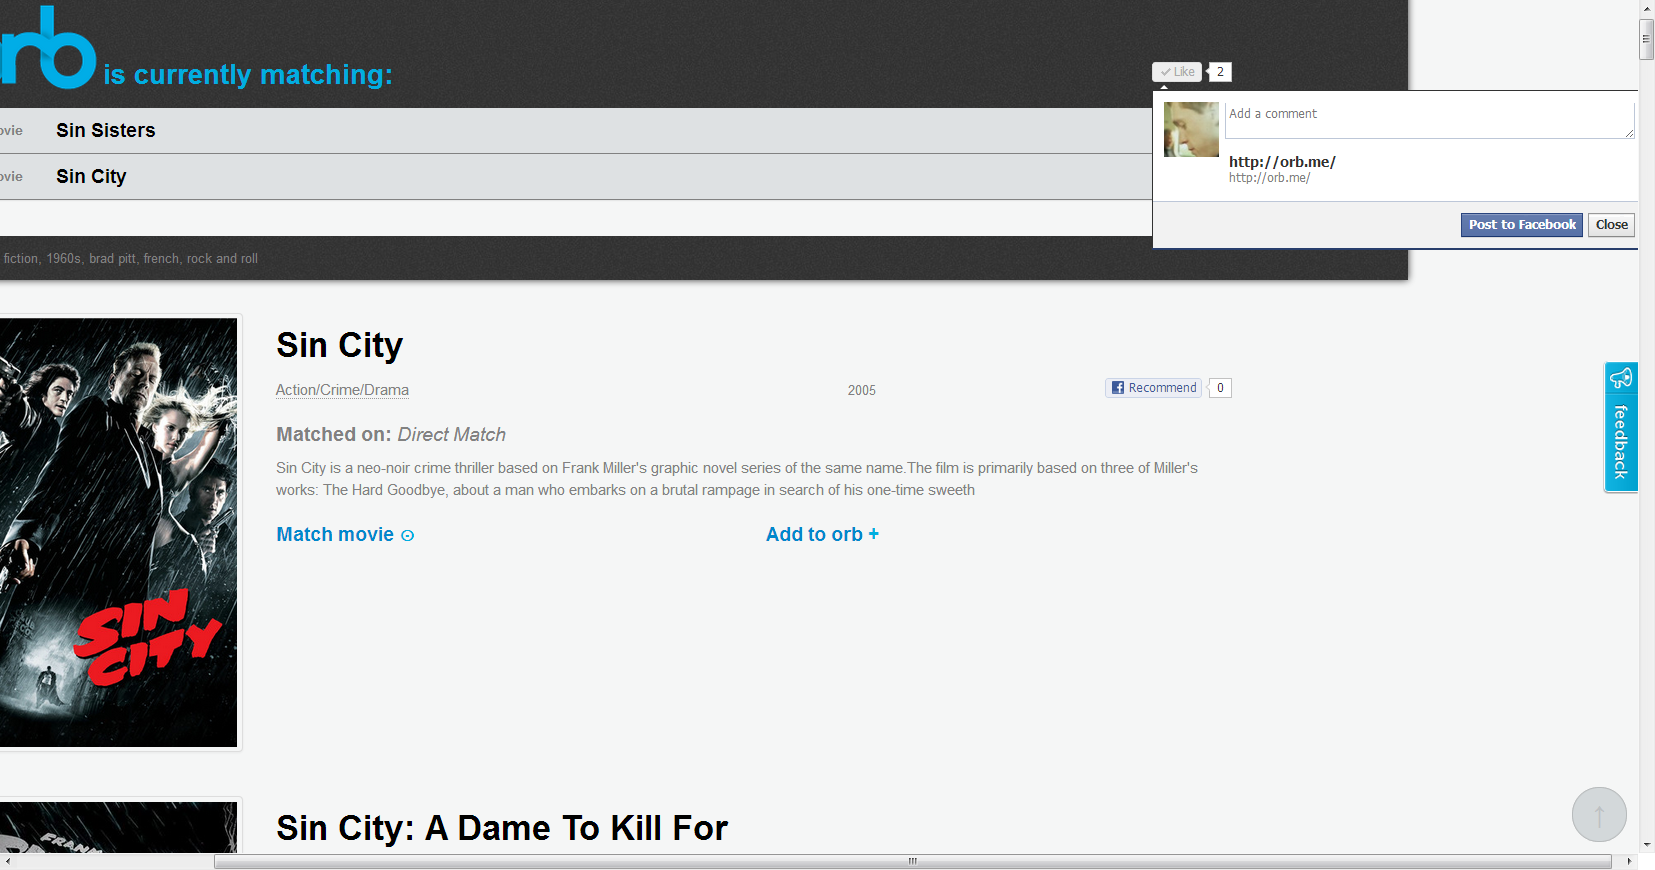 rb is currently matching:
Like 2
ovie Sin Sisters
Add a comment
http://orb.me/
http://orb.me/
ovie Sin City
Post to Facebook Close
fiction, 1960s, brad pitt, french, rock and roll
Sin City
Action/Crime/Drama 2005 Recommend 0
feedback
Matched on: Direct Match
Sin City is a neo-noir crime thriller based on Frank Miller's graphic novel series of the same name.The film is primarily based on three of Miller's
works: The Hard Goodbye, about a man who embarks on a brutal rampage in search of his one-time sweeth
Match movie Add to orb +
SIN
CITY
Sin City: A Dame To Kill For
FRANK